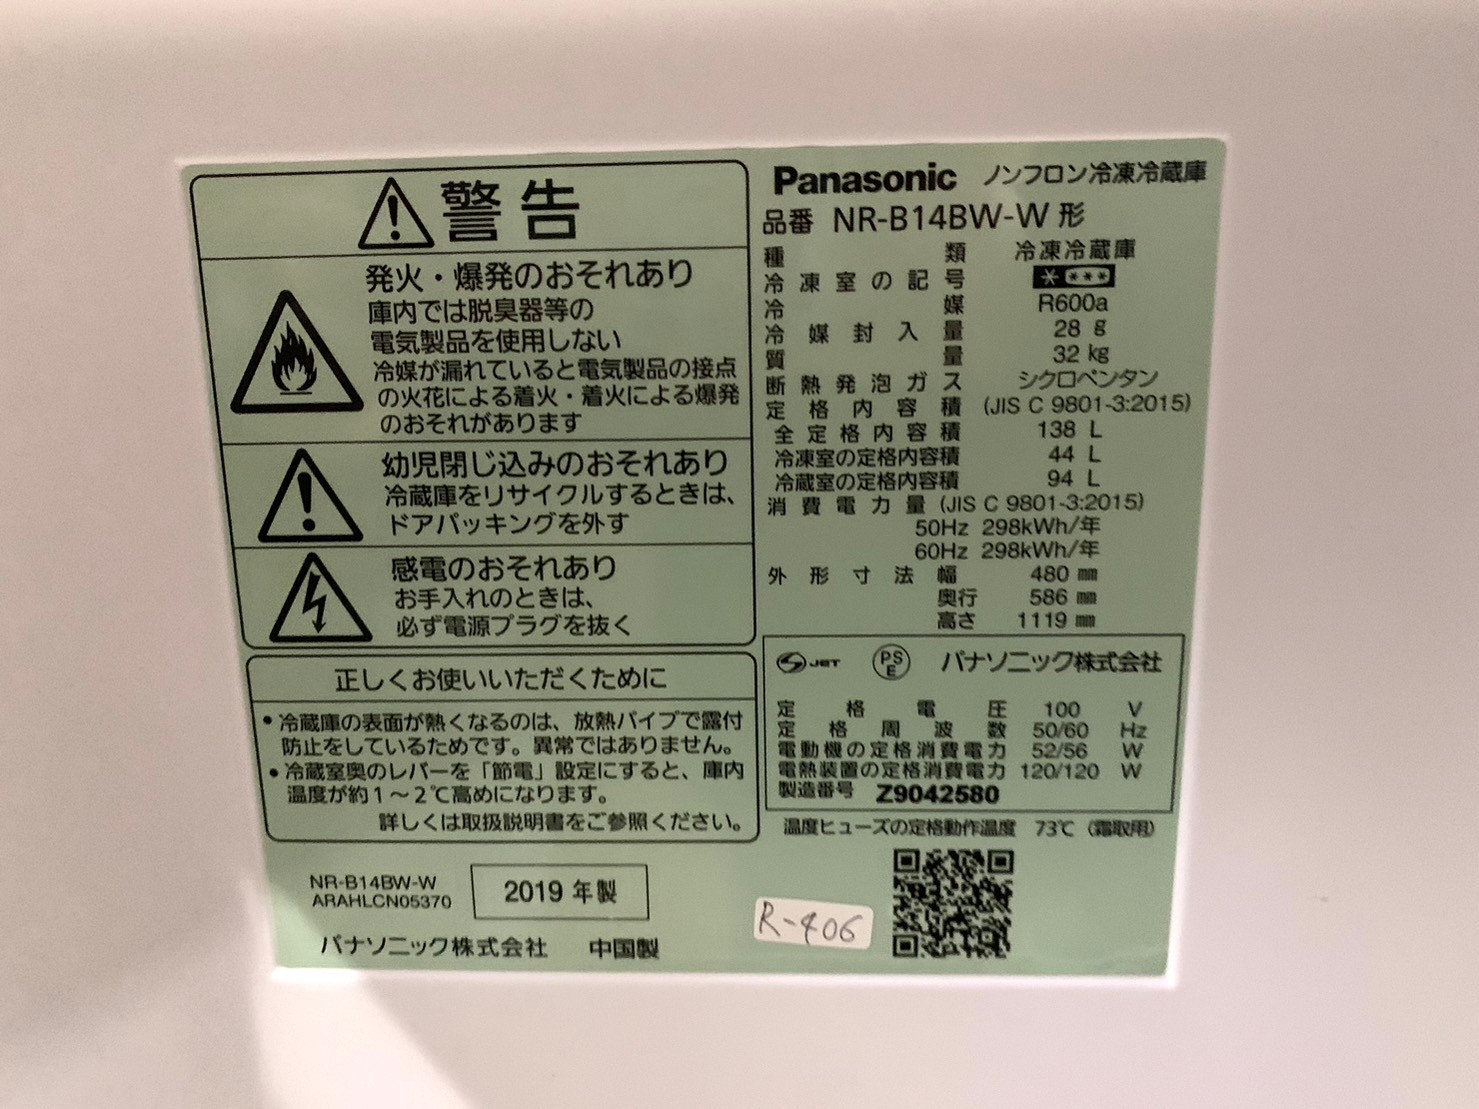 警告
発火・爆発のおそれあり
庫内では脱臭器等の
電気製品を使用しない
冷媒が漏れていると電気製品の接点
の火花による着火・着火による爆発
のおそれがあります
幼児閉じ込みのおそれあり
冷蔵庫をリサイクルするときは、
ドアパッキングを外す
感電のおそれあり
お手入れのときは、
必ず電源プラグを抜く
正しくお使いいただくために
•冷蔵庫の表面が熱くなるのは、放熱パイプで露付
防止をしているためです。異常ではありません。
•冷蔵室奥のレバーを「節電」設定にすると、庫内
温度が約1～2℃高めになります。
詳しくは取扱説明書をご参照ください。
NR-B14BW-W
ARAHLCN05370
2019年製
パナソニック株式会社 中国製
Panasonic ノンフロン冷凍冷蔵庫
品番 NR-B14BW-W形
種類 冷凍冷蔵庫
冷凍室の記号 * ***
冷媒 R600a
冷媒封入量 28 g
質量 32 kg
断熱発泡ガス シクロペンタン
定格内容積 (JIS C 9801-3:2015)
全定格内容積 138 L
冷凍室の定格内容積 44 L
冷蔵室の定格内容積 94 L
消費電力量 (JIS C 9801-3:2015)
50Hz 298kWh/年
60Hz 298kWh/年
外形寸法 幅 480 mm
奥行 586 mm
高さ 1119 mm
JET PSE パナソニック株式会社
定格電圧 100 V
定格周波数 50/60 Hz
電動機の定格消費電力 52/56 W
電熱装置の定格消費電力 120/120 W
製造番号 Z9042580
温度ヒューズの定格動作温度 73℃ (霜取用)
R-406